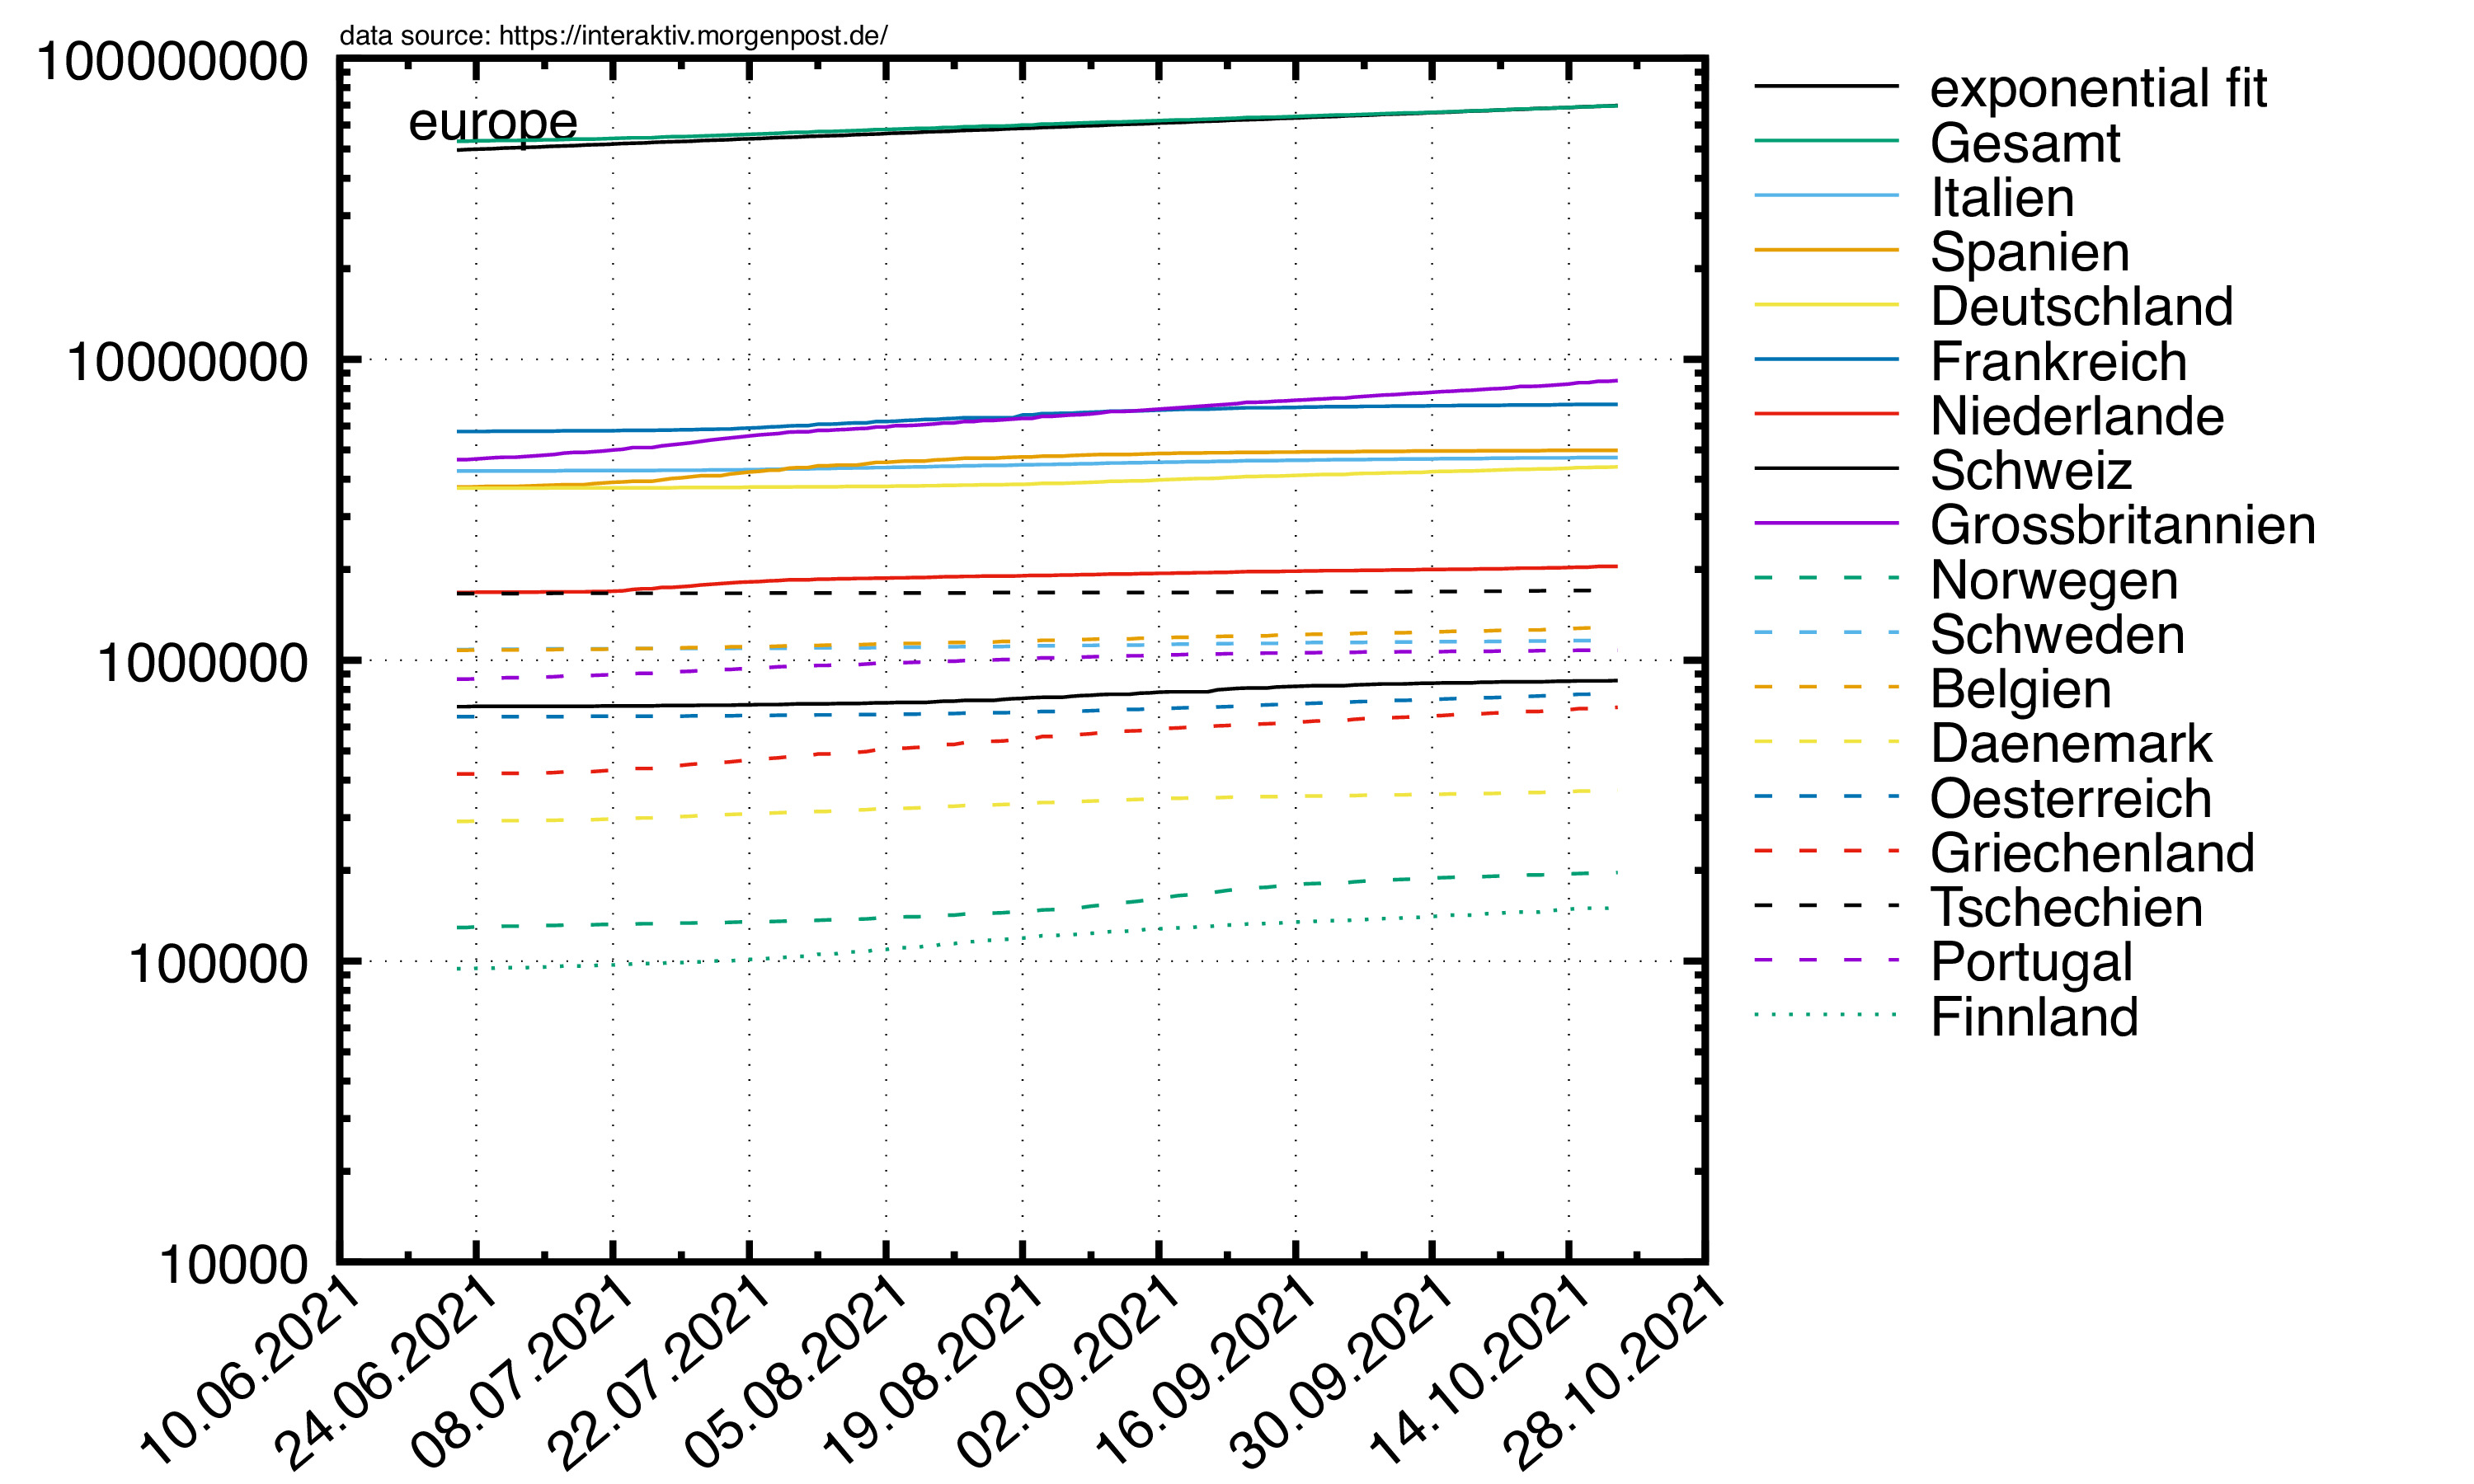 data source: https://interaktiv.morgenpost.de/
europe
100000000
10000000
1000000
100000
10000
10.06.2021
24.06.2021
08.07.2021
22.07.2021
05.08.2021
19.08.2021
02.09.2021
16.09.2021
30.09.2021
14.10.2021
28.10.2021
exponential fit
Gesamt
Italien
Spanien
Deutschland
Frankreich
Niederlande
Schweiz
Grossbritannien
Norwegen
Schweden
Belgien
Daenemark
Oesterreich
Griechenland
Tschechien
Portugal
Finnland